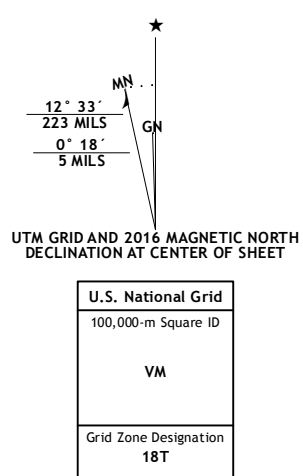 ★
MN
12° 33´
223 MILS
GN
0° 18´
5 MILS
UTM GRID AND 2016 MAGNETIC NORTH
DECLINATION AT CENTER OF SHEET
U.S. National Grid
100,000-m Square ID
VM
Grid Zone Designation
18T